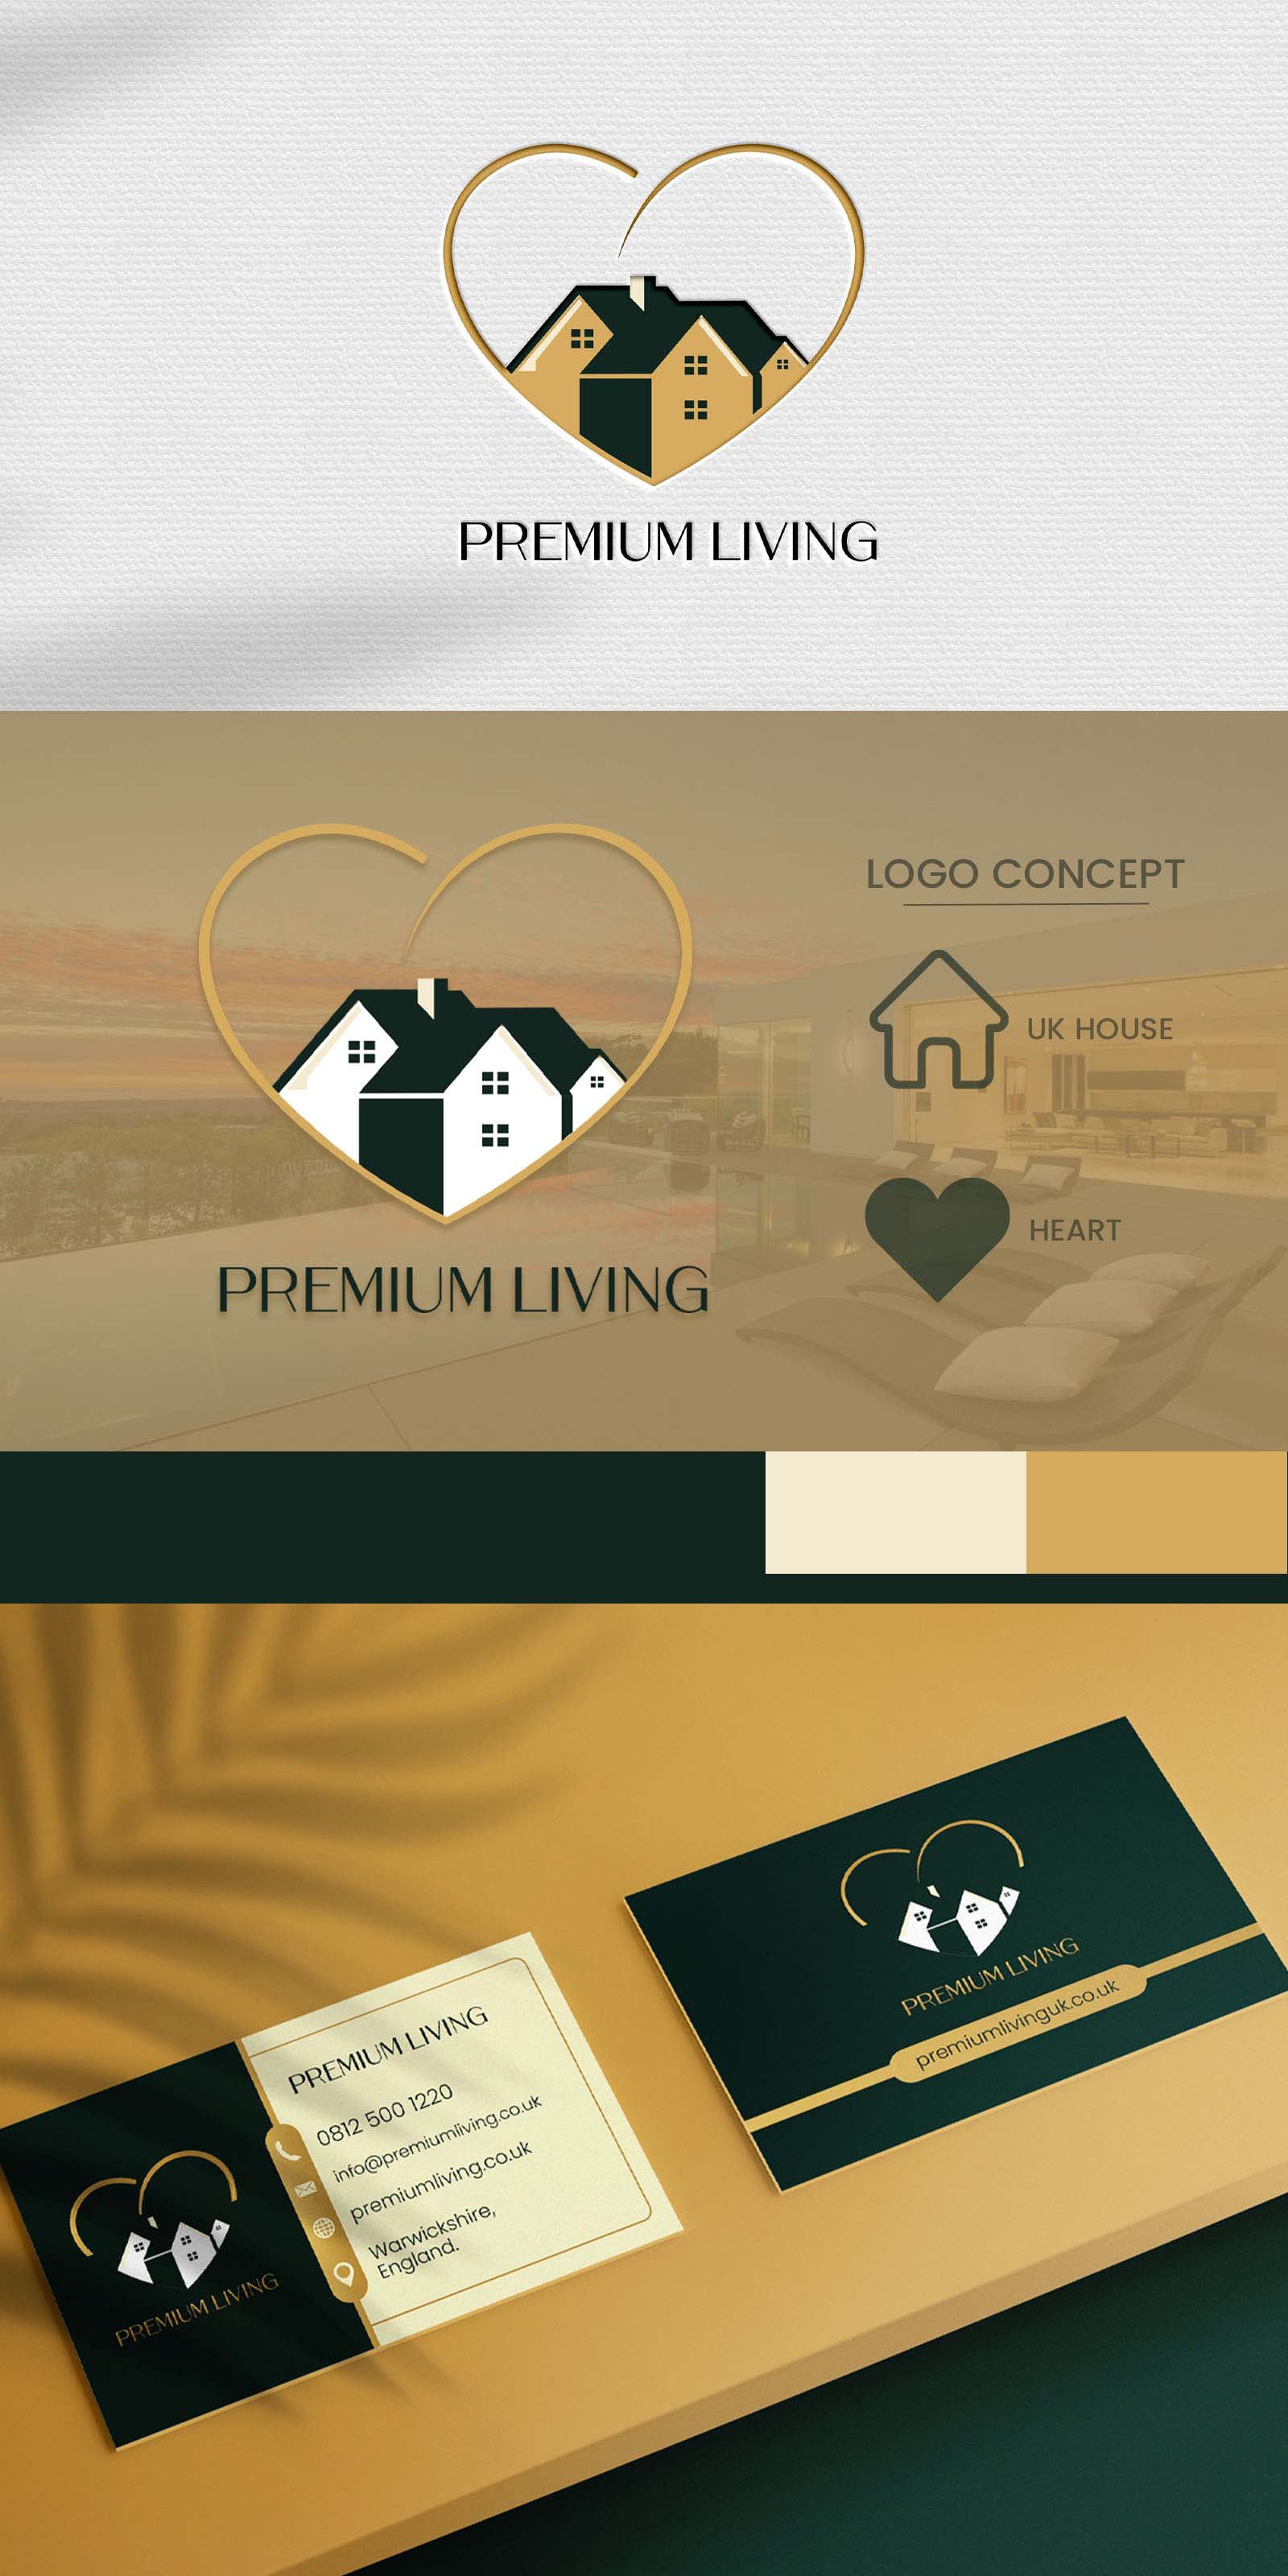 PREMIUM LIVING
LOGO CONCEPT
UK HOUSE
HEART
PREMIUM LIVING
PREMIUM LIVING
premiumlivinguk.co.uk
PREMIUM LIVING
0812 500 1220
info@premiumliving.co.uk
premiumliving.co.uk
Warwickshire,
England.
PREMIUM LIVING